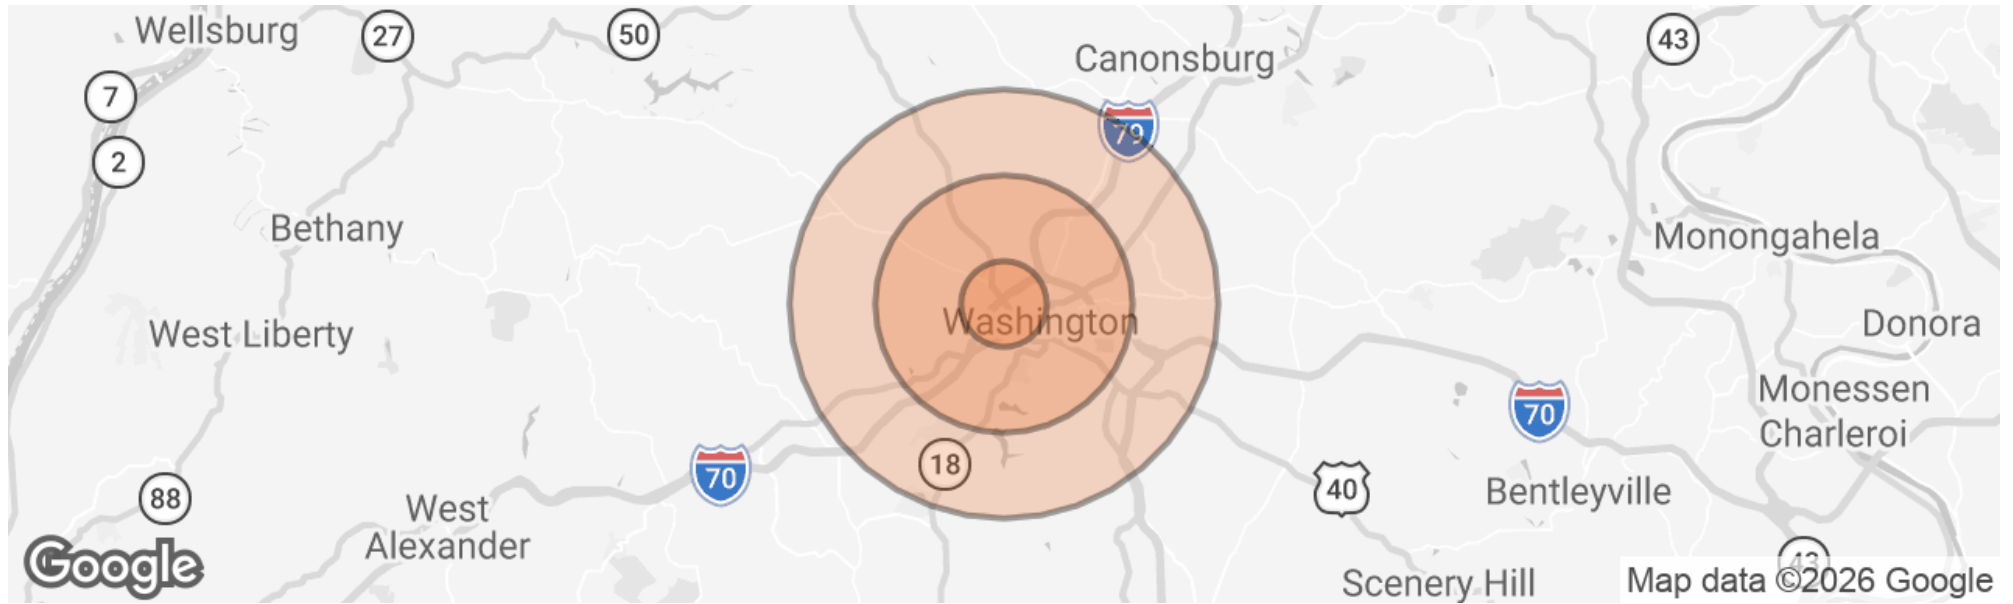 Wellsburg
27
50
43
Canonsburg
7
79
2
Bethany
Monongahela
Washington
West Liberty
Donora
Monessen
Charleroi
70
18
70
88
40
Bentleyville
West
Alexander
43
Google
Scenery Hill
Map data ©2026 Google